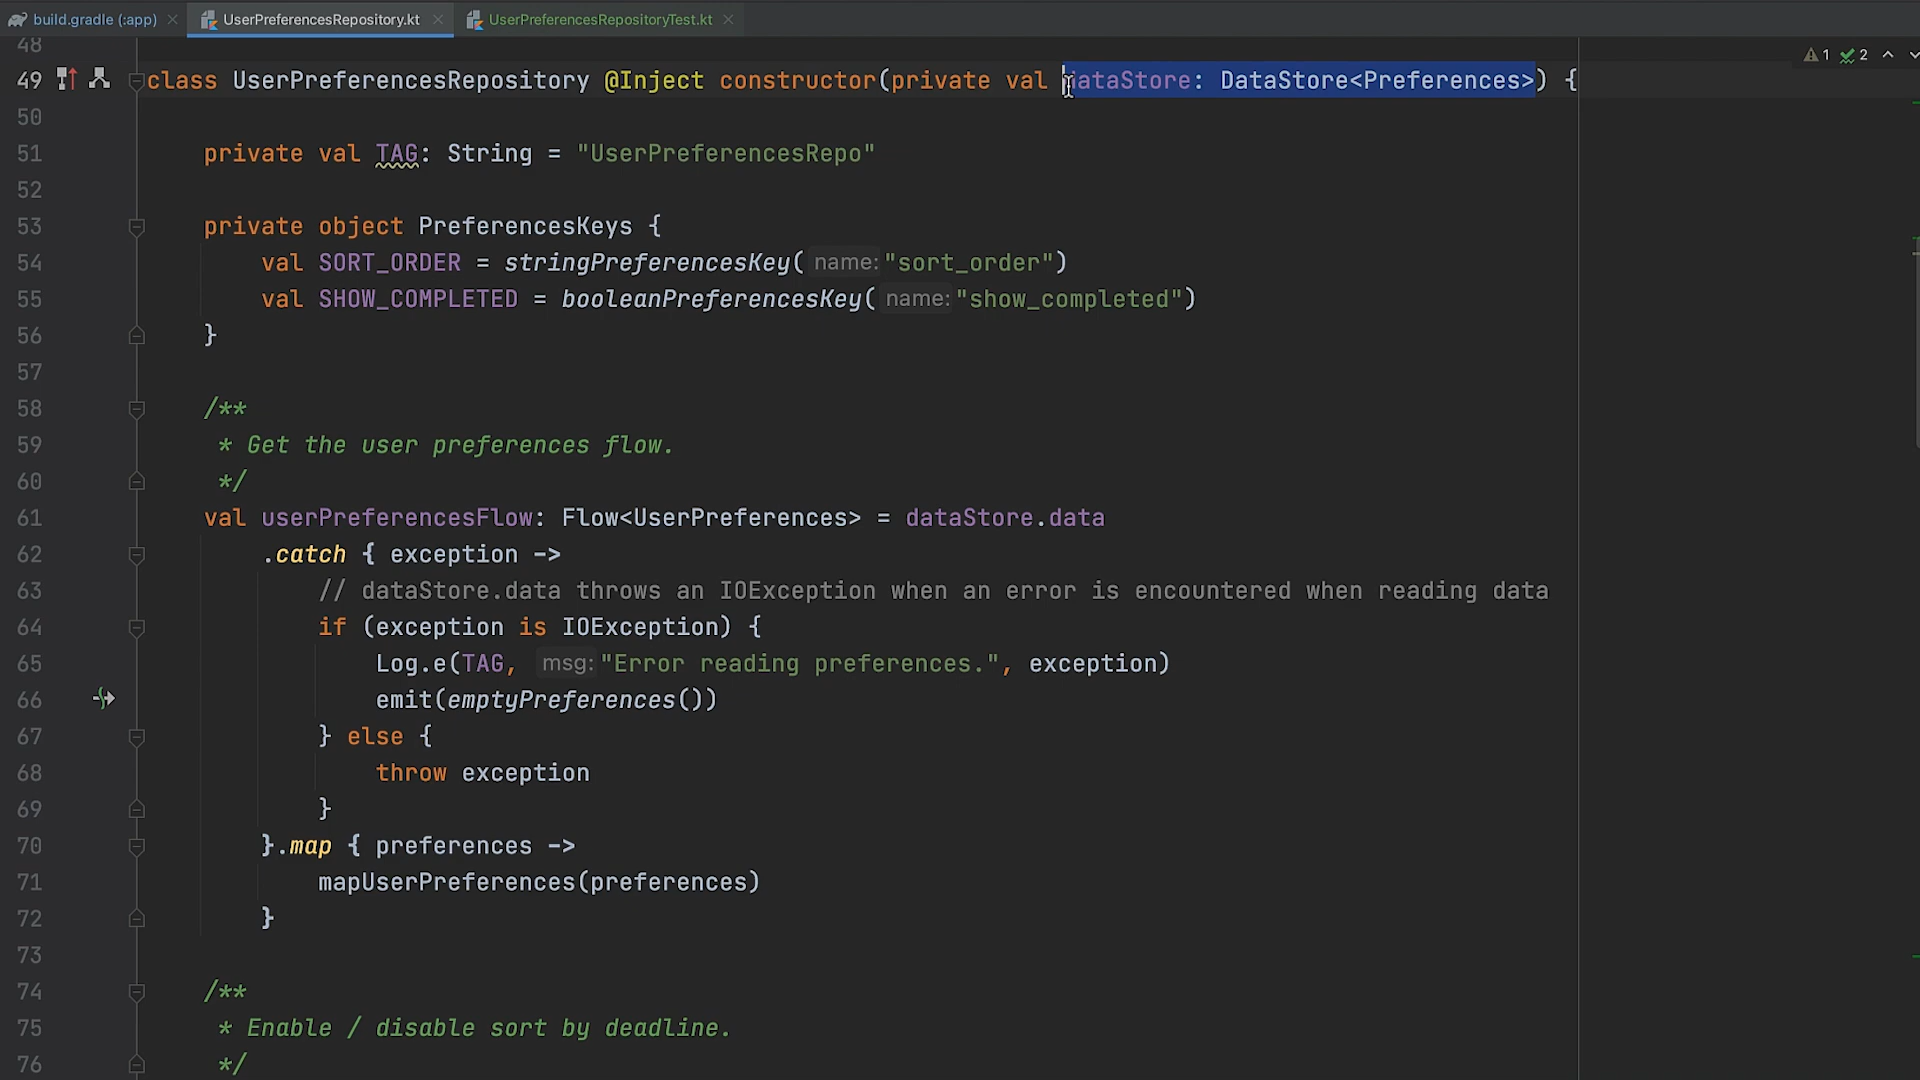 build.gradle (:app)
UserPreferencesRepository.kt
UserPreferencesRepositoryTest.kt
1 2
48
49 class UserPreferencesRepository @Inject constructor(private val dataStore: DataStore<Preferences>) {
50
51 private val TAG: String = "UserPreferencesRepo"
52
53 private object PreferencesKeys {
54 val SORT_ORDER = stringPreferencesKey( name: "sort_order")
55 val SHOW_COMPLETED = booleanPreferencesKey( name: "show_completed")
56 }
57
58 /**
59 * Get the user preferences flow.
60 */
61 val userPreferencesFlow: Flow<UserPreferences> = dataStore.data
62 .catch { exception ->
63 // dataStore.data throws an IOException when an error is encountered when reading data
64 if (exception is IOException) {
65 Log.e(TAG, msg: "Error reading preferences.", exception)
66 emit(emptyPreferences())
67 } else {
68 throw exception
69 }
70 }.map { preferences ->
71 mapUserPreferences(preferences)
72 }
73
74 /**
75 * Enable / disable sort by deadline.
76 */